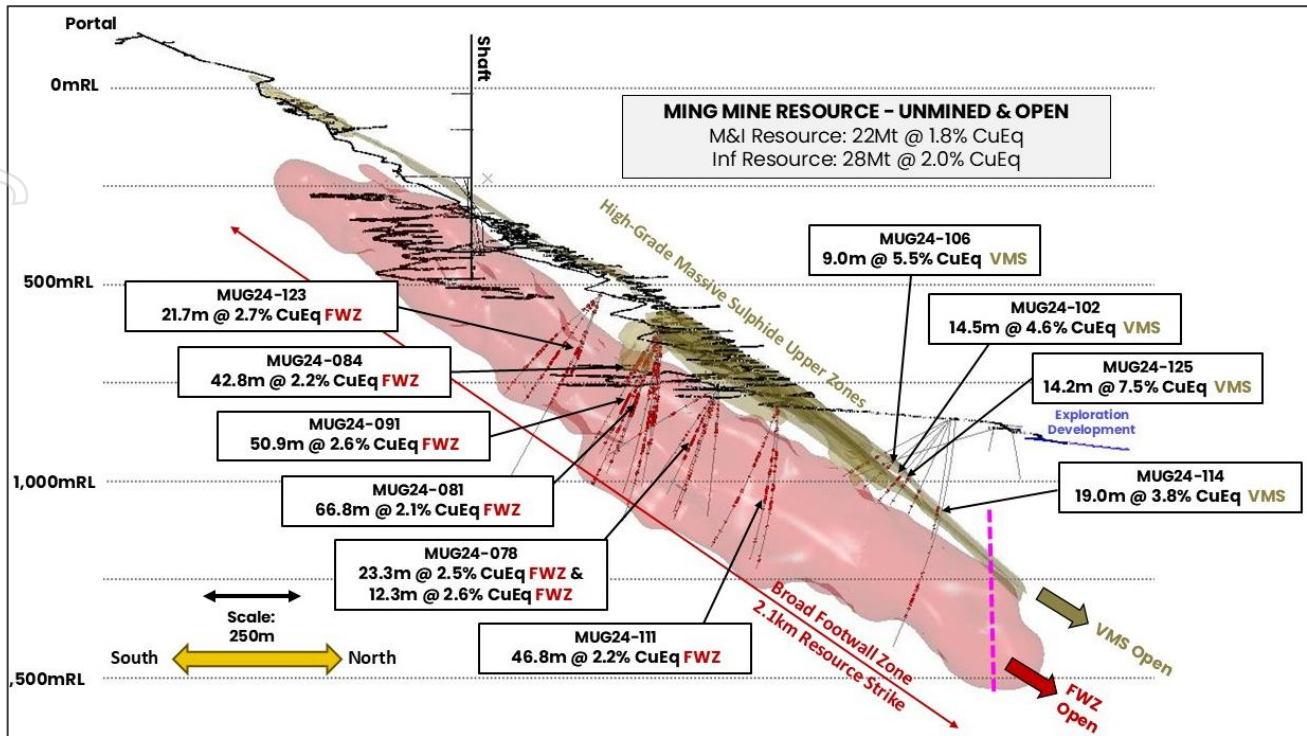 Portal
Shaft
0mRL
MING MINE RESOURCE - UNMINED & OPEN
M&I Resource: 22Mt @ 1.8% CuEq
Inf Resource: 28Mt @ 2.0% CuEq
High-Grade Massive Sulphide Upper Zones
MUG24-106
9.0m @ 5.5% CuEq VMS
500mRL
MUG24-123
21.7m @ 2.7% CuEq FWZ
MUG24-102
14.5m @ 4.6% CuEq VMS
MUG24-084
42.8m @ 2.2% CuEq FWZ
MUG24-125
14.2m @ 7.5% CuEq VMS
MUG24-091
50.9m @ 2.6% CuEq FWZ
Exploration
Development
1,000mRL
MUG24-081
66.8m @ 2.1% CuEq FWZ
MUG24-114
19.0m @ 3.8% CuEq VMS
MUG24-078
23.3m @ 2.5% CuEq FWZ &
12.3m @ 2.6% CuEq FWZ
Scale:
250m
South
North
MUG24-111
46.8m @ 2.2% CuEq FWZ
Broad Footwall Zone
2.1km Resource Strike
VMS Open
,500mRL
FWZ
Open